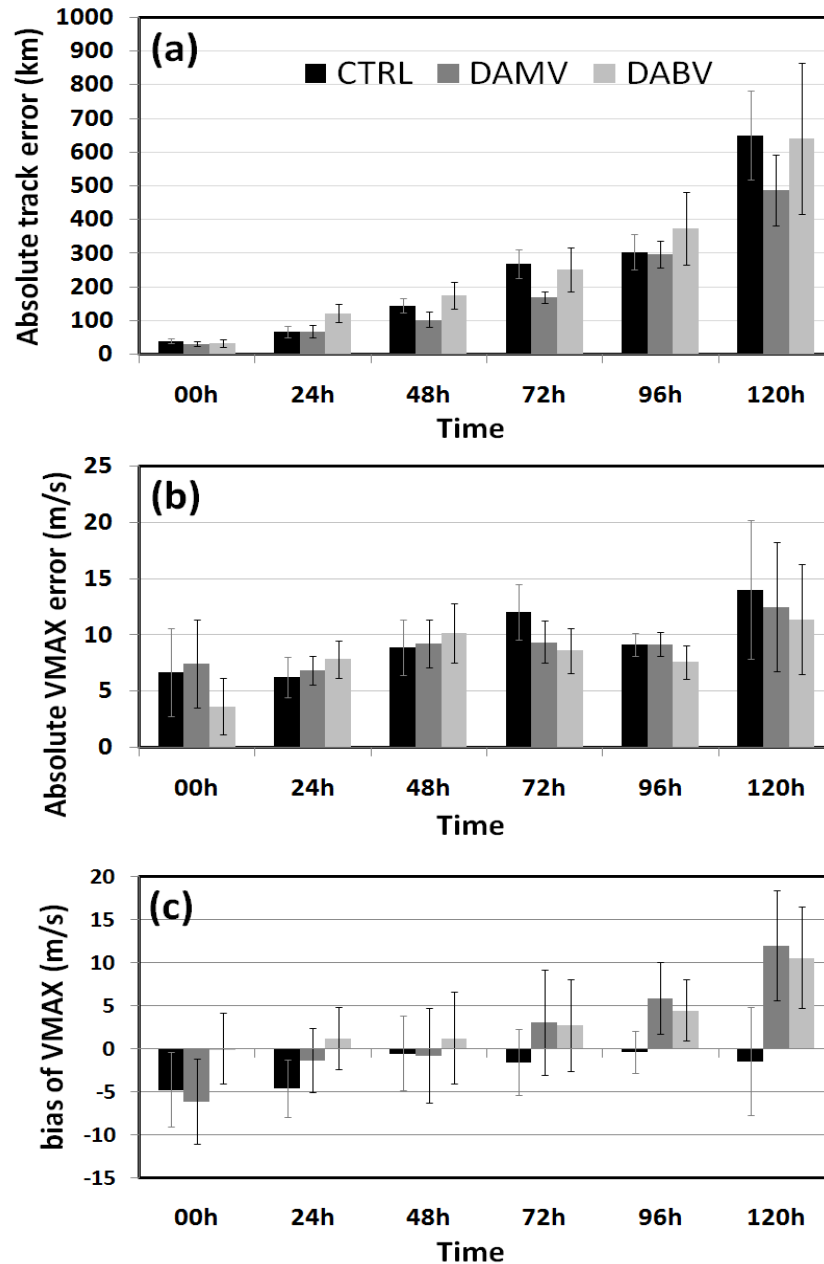 (a)
CTRL DAMV DABV
Absolute track error (km)
1000
900
800
700
600
500
400
300
200
100
0
00h 24h 48h 72h 96h 120h
Time
(b)
Absolute VMAX error (m/s)
25
20
15
10
5
0
00h 24h 48h 72h 96h 120h
Time
(c)
bias of VMAX (m/s)
20
15
10
5
0
-5
-10
-15
00h 24h 48h 72h 96h 120h
Time